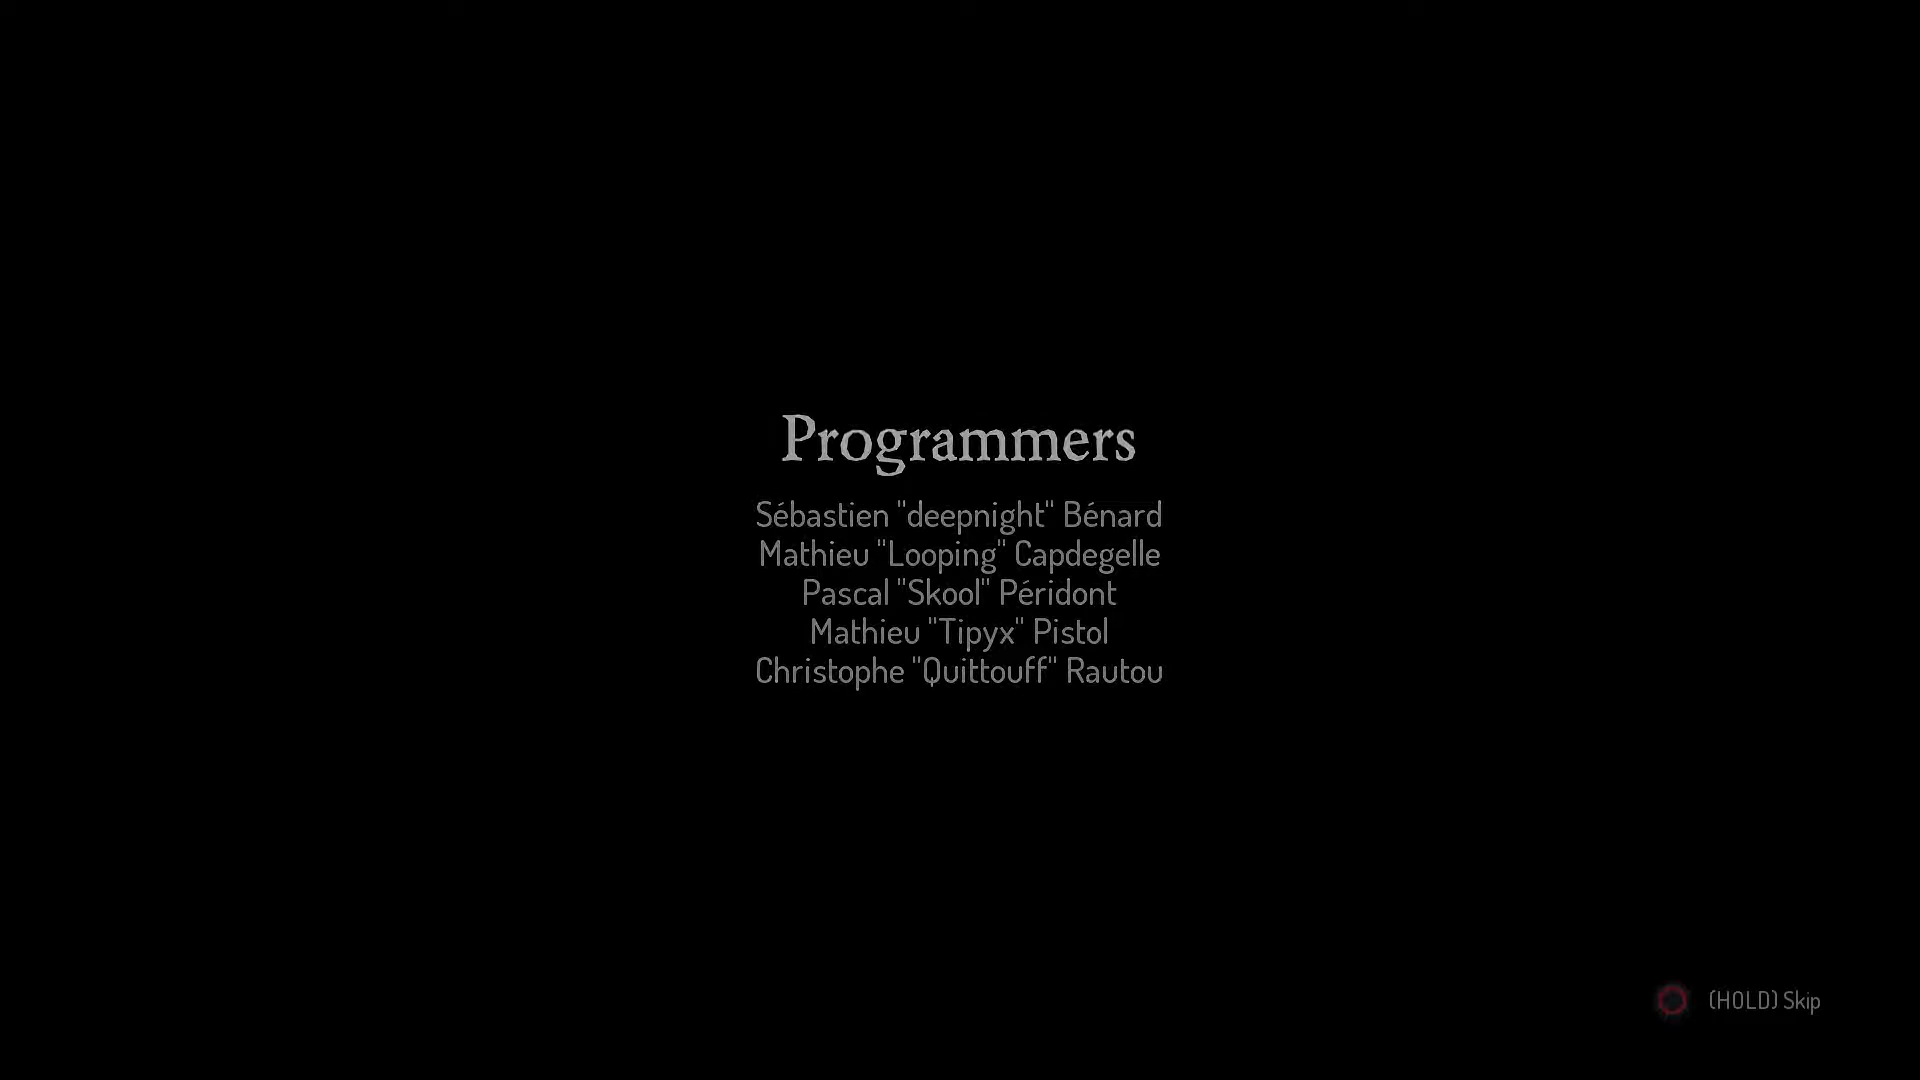 Programmers
Sébastien "deepnight" Bénard
Mathieu "Looping" Capdegelle
Pascal "Skool" Péridont
Mathieu "Tipyx" Pistol
Christophe "Quittouff" Rautou
(HOLD) Skip